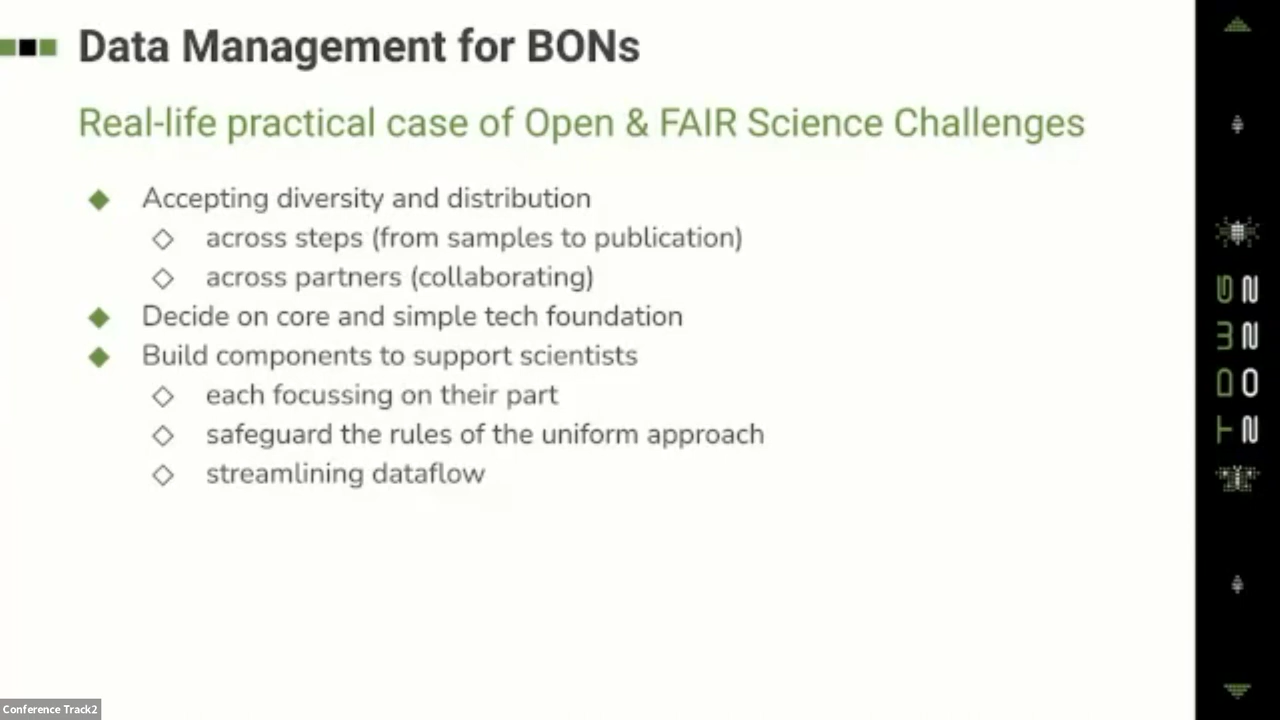 Data Management for BONs
Real-life practical case of Open & FAIR Science Challenges
Accepting diversity and distribution
across steps (from samples to publication)
across partners (collaborating)
Decide on core and simple tech foundation
Build components to support scientists
each focussing on their part
safeguard the rules of the uniform approach
streamlining dataflow
Conference Track2